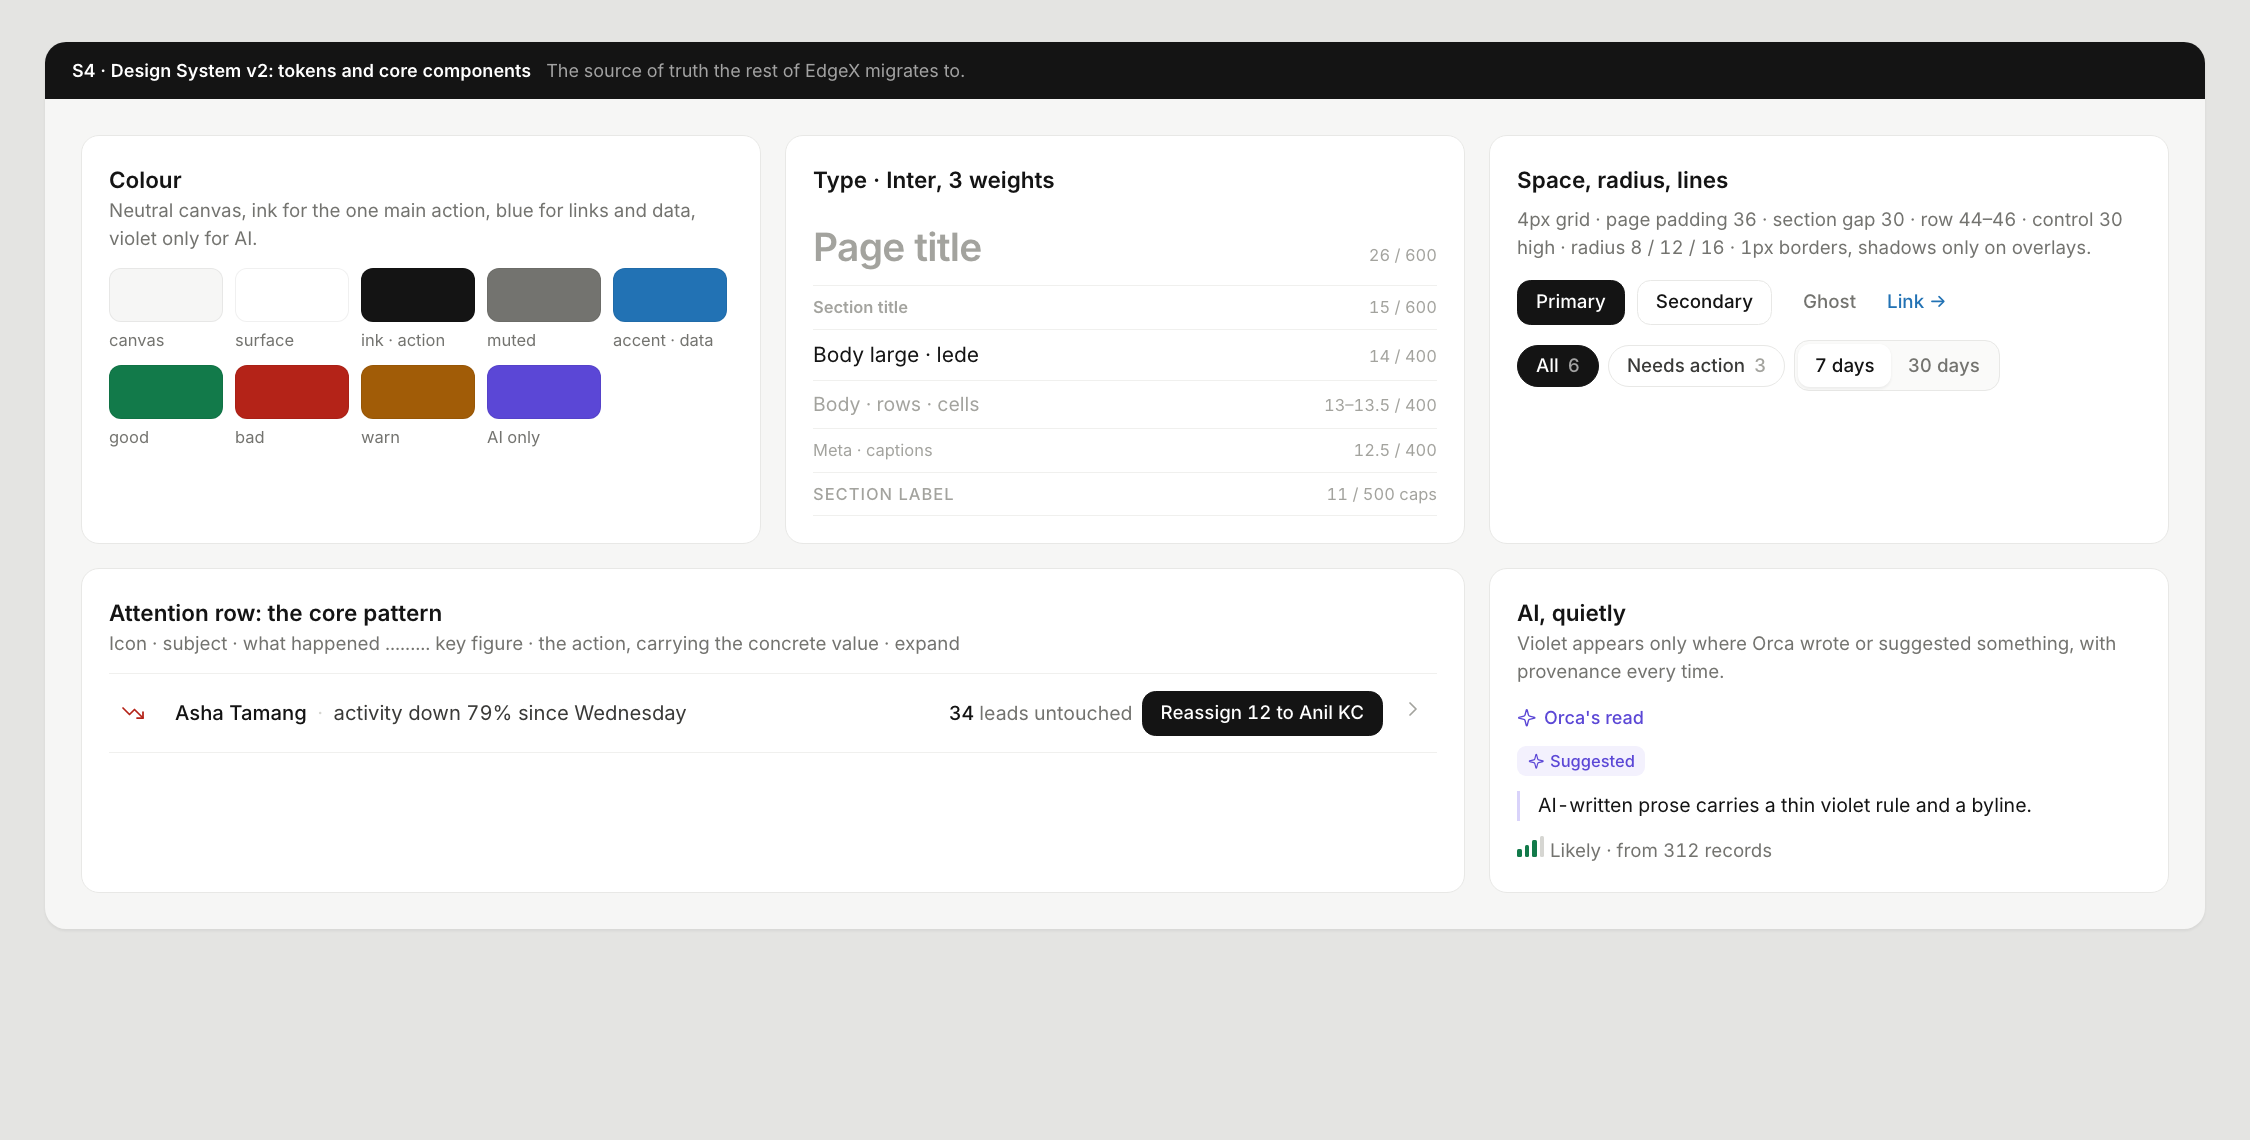 S4 · Design System v2: tokens and core components The source of truth the rest of EdgeX migrates to.
Colour
Neutral canvas, ink for the one main action, blue for links and data,
violet only for AI.
canvas surface ink · action muted accent · data
good bad warn AI only
Type · Inter, 3 weights
Page title 26 / 600
Section title 15 / 600
Body large · lede 14 / 400
Body · rows · cells 13–13.5 / 400
Meta · captions 12.5 / 400
SECTION LABEL 11 / 500 caps
Space, radius, lines
4px grid · page padding 36 · section gap 30 · row 44–46 · control 30
high · radius 8 / 12 / 16 · 1px borders, shadows only on overlays.
Primary Secondary Ghost Link →
All 6 Needs action 3 7 days 30 days
Attention row: the core pattern
Icon · subject · what happened ……… key figure · the action, carrying the concrete value · expand
Asha Tamang · activity down 79% since Wednesday 34 leads untouched Reassign 12 to Anil KC
AI, quietly
Violet appears only where Orca wrote or suggested something, with
provenance every time.
Orca's read
Suggested
AI-written prose carries a thin violet rule and a byline.
Likely · from 312 records